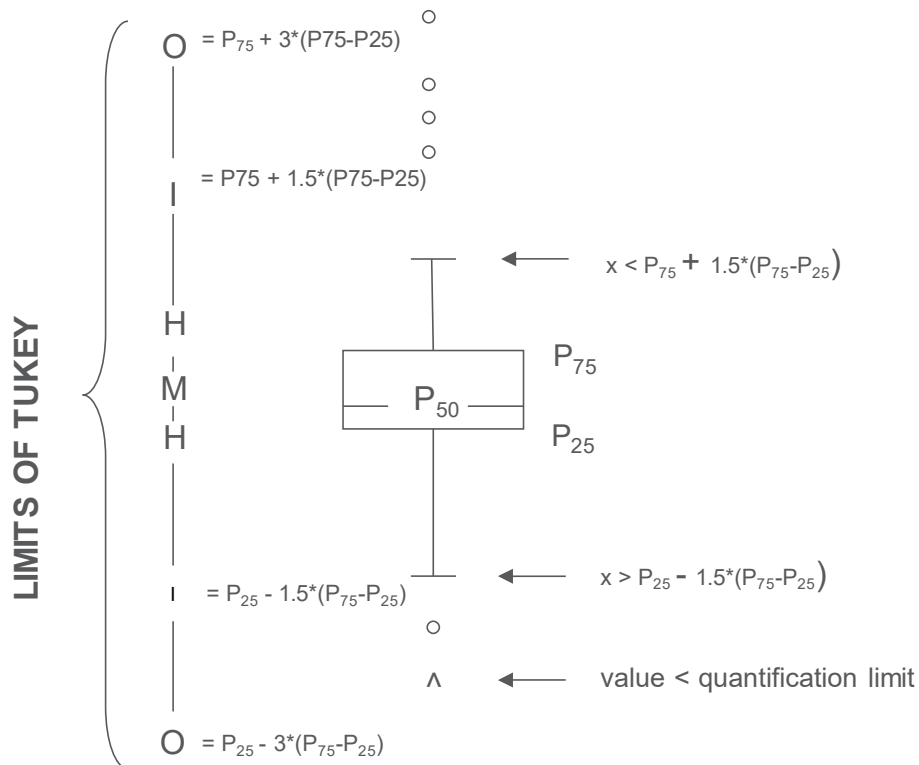 O = P₇₅ + 3*(P75-P25)
I = P75 + 1.5*(P75-P25)
x < P₇₅ + 1.5*(P₇₅-P₂₅)
H
P₇₅
M
P₅₀
H
P₂₅
LIMITS OF TUKEY
x > P₂₅ - 1.5*(P₇₅-P₂₅)
I = P₂₅ - 1.5*(P₇₅-P₂₅)
^ value < quantification limit
O = P₂₅ - 3*(P₇₅-P₂₅)